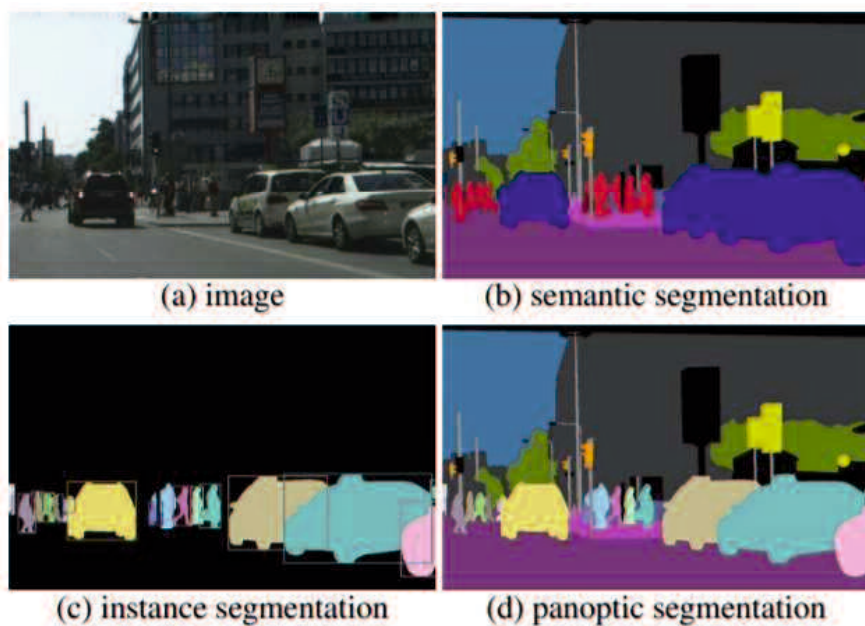 (a) image
(b) semantic segmentation
(c) instance segmentation
(d) panoptic segmentation